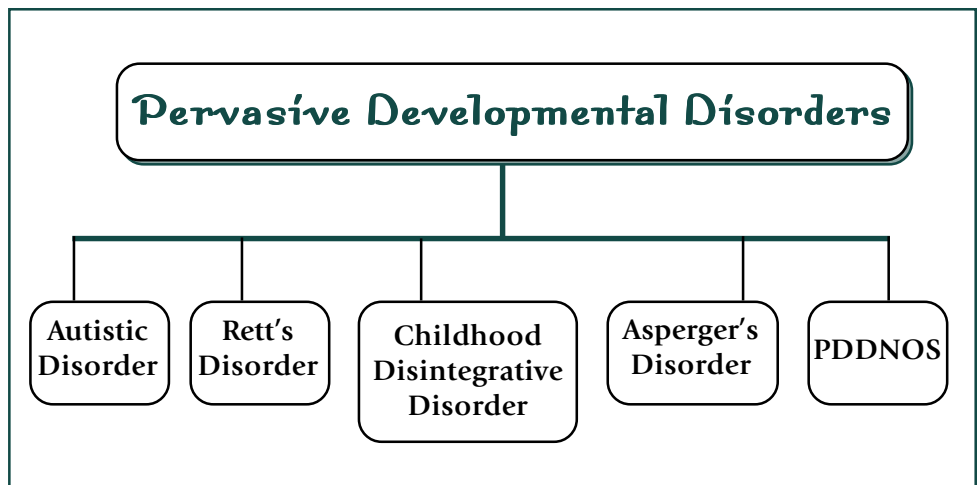 Pervasive Developmental Disorders
Autistic
Disorder
Rett's
Disorder
Childhood
Disintegrative
Disorder
Asperger's
Disorder
PDDNOS